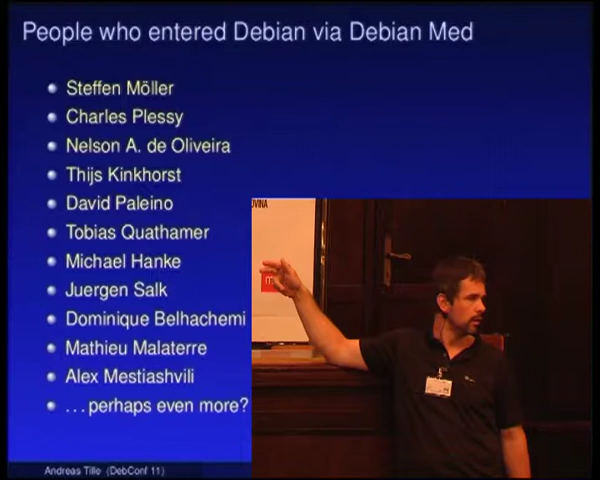 People who entered Debian via Debian Med
Steffen Möller
Charles Plessy
Nelson A. de Oliveira
Thijs Kinkhorst
David Paleino
Tobias Quathamer
Michael Hanke
Juergen Salk
Dominique Belhachemi
Mathieu Malaterre
Alex Mestiashvili
...perhaps even more?
OVINA
Andreas Tille (DebConf 11)